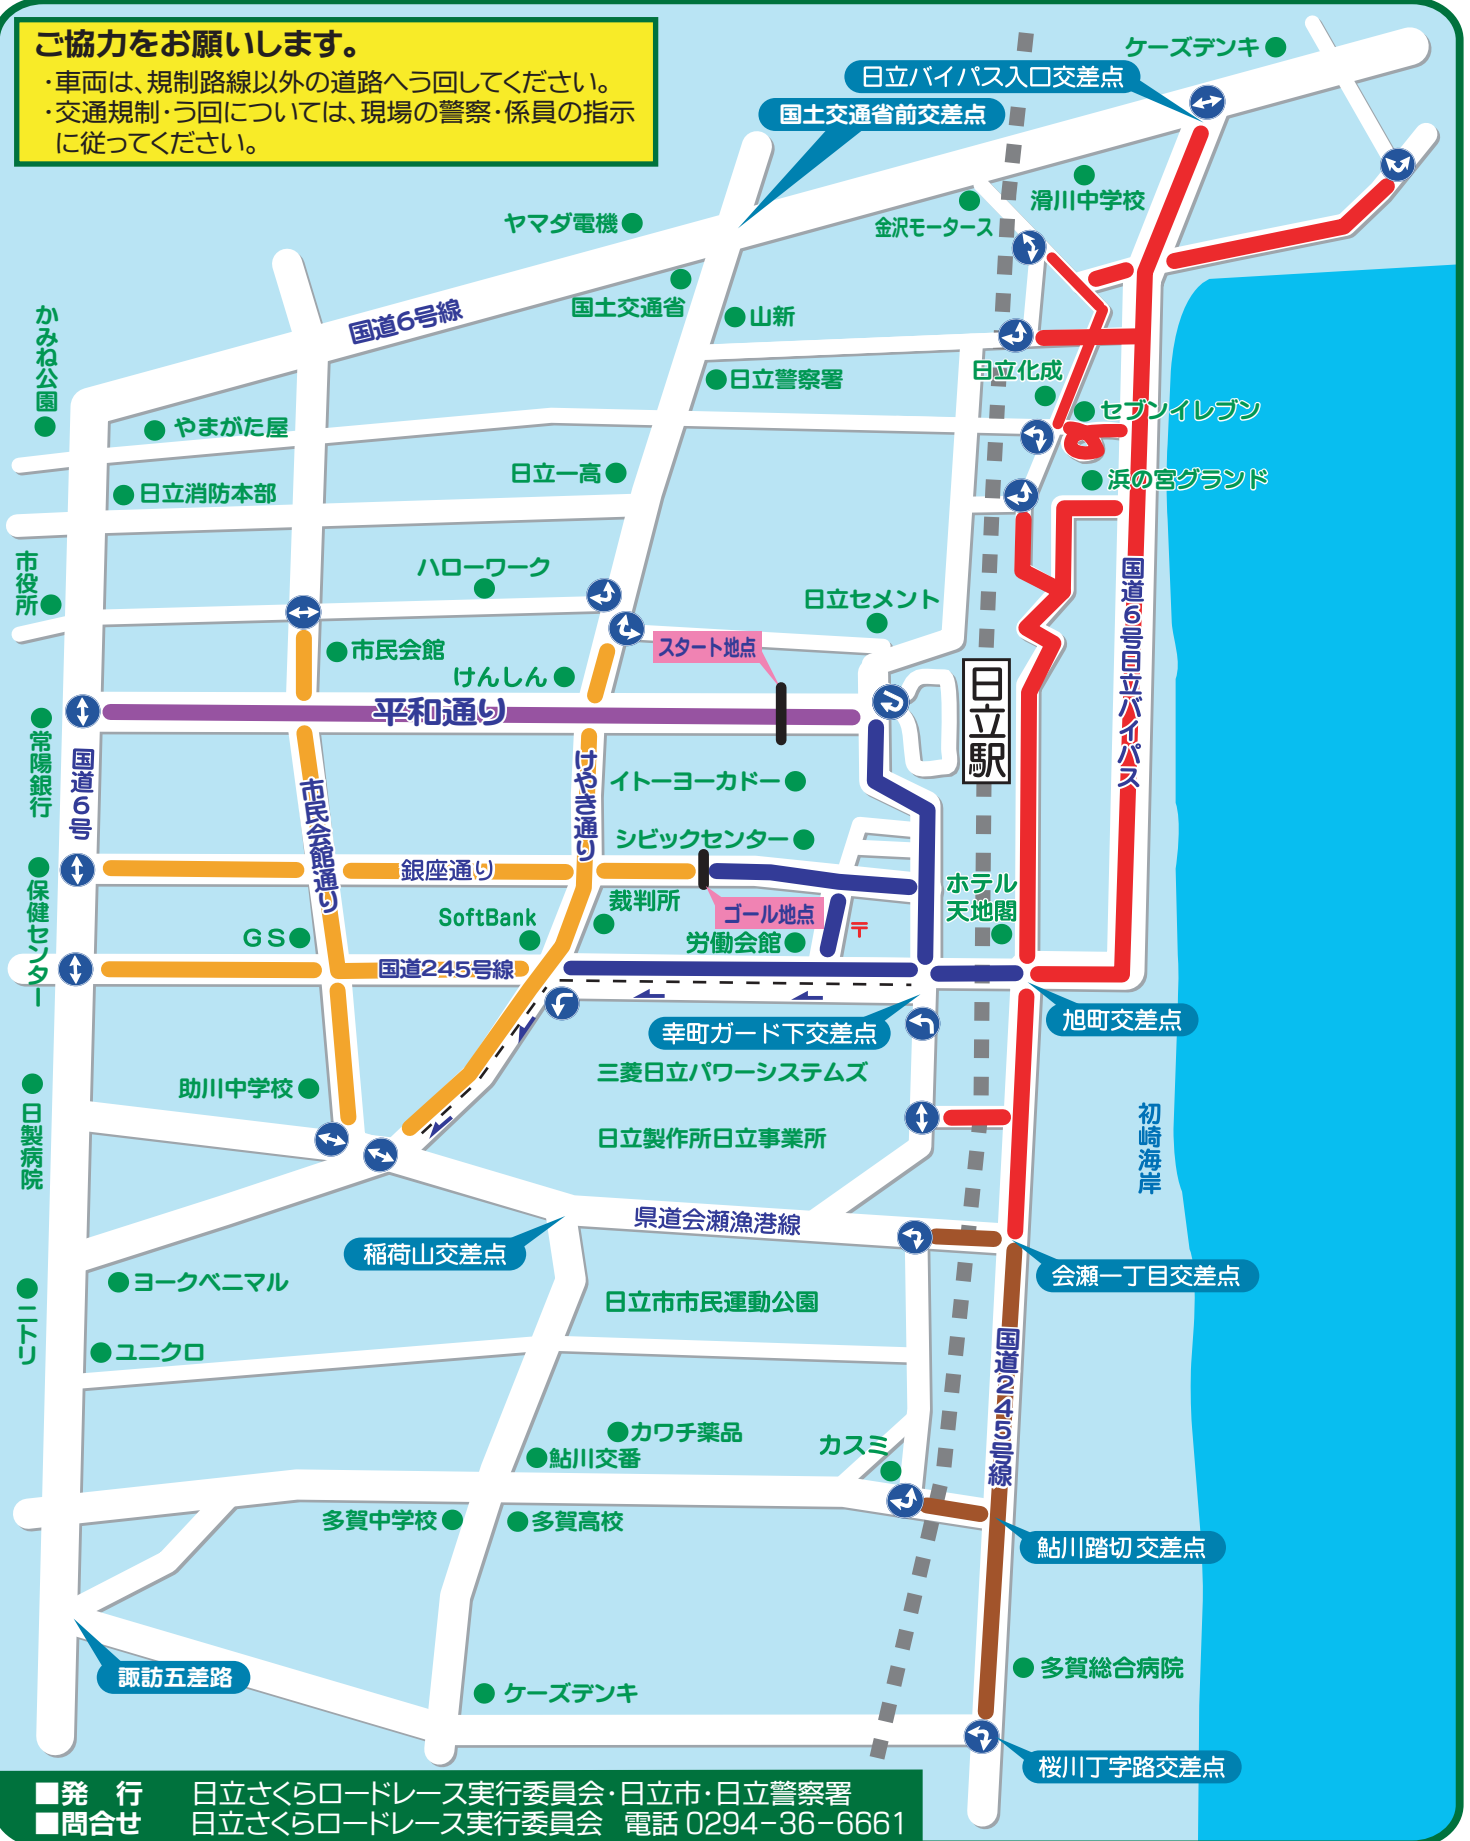 ご協力をお願いします。
・車両は、規制路線以外の道路へう回してください。
・交通規制・う回については、現場の警察・係員の指示
に従ってください。
ケーズデンキ
日立バイパス入口交差点
国土交通省前交差点
滑川中学校
金沢モータース
ヤマダ電機
国土交通省
山新
国道6号線
かみね公園
日立警察署
日立化成
セブンイレブン
やまがた屋
日立一高
浜の宮グランド
日立消防本部
市役所
ハローワーク
日立セメント
国道6号日立バイパス
市民会館
スタート地点
けんしん
日立駅
平和通り
常陽銀行
国道6号
市民会館通り
けやき通り
イトーヨーカドー
シビックセンター
保健センター
銀座通り
裁判所
ゴール地点
ホテル
天地閣
SoftBank
GS
労働会館
〒
国道245号線
旭町交差点
幸町ガード下交差点
三菱日立パワーシステムズ
助川中学校
日製病院
日立製作所日立事業所
初崎海岸
県道会瀬漁港線
稲荷山交差点
会瀬一丁目交差点
ヨークベニマル
ニトリ
日立市市民運動公園
ユニクロ
国道245号線
カワチ薬品
カスミ
鮎川交番
多賀中学校
多賀高校
鮎川踏切交差点
諏訪五差路
多賀総合病院
ケーズデンキ
桜川丁字路交差点
■発　行　日立さくらロードレース実行委員会・日立市・日立警察署
■問合せ　日立さくらロードレース実行委員会　電話 0294-36-6661